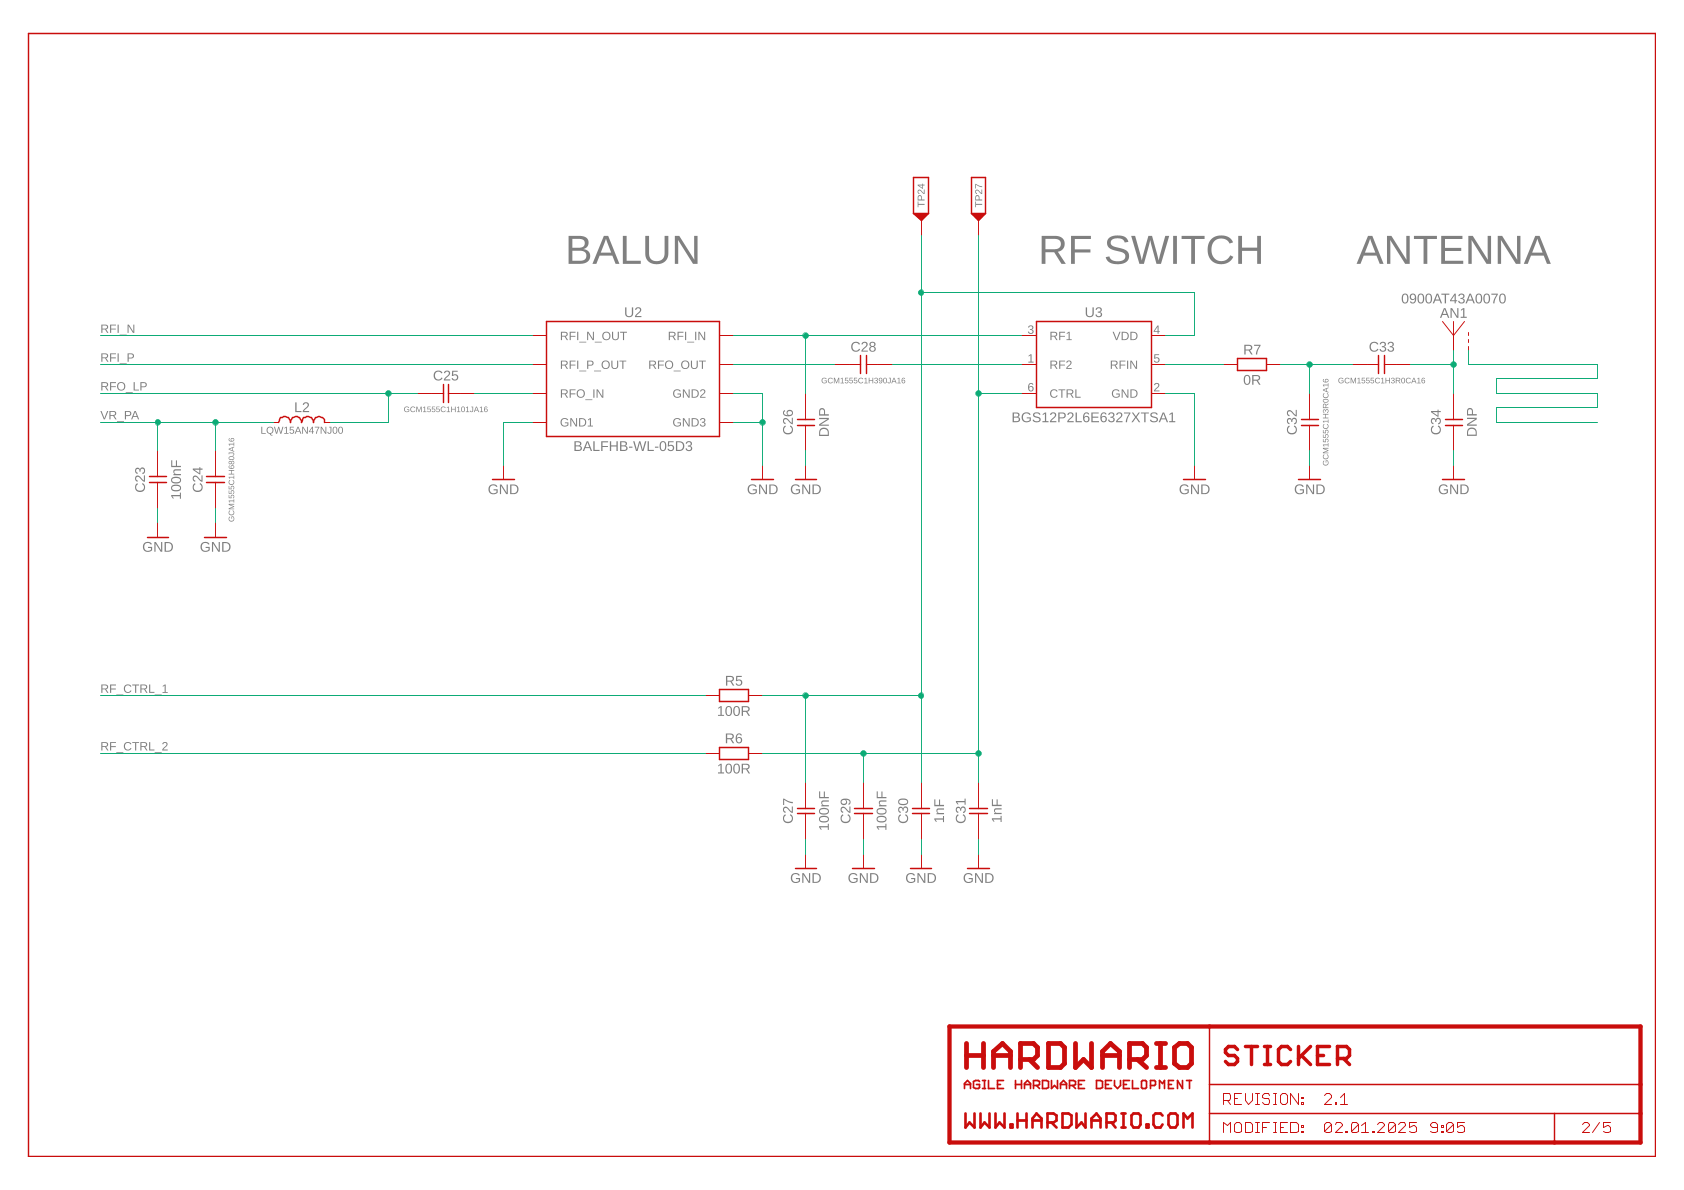 TP24
TP27
BALUN
RF SWITCH
ANTENNA
0900AT43A0070
AN1
U2
U3
RFI_N
RFI_N_OUT
RFI_IN
3
RF1
VDD
4
RFI_P
RFI_P_OUT
RFO_OUT
C28
GCM1555C1H390JA16
1
RF2
RFIN
5
R7
0R
C33
GCM1555C1H3R0CA16
RFO_LP
C25
GCM1555C1H101JA16
RFO_IN
GND2
6
CTRL
GND
2
VR_PA
L2
LQW15AN47NJ00
GND1
GND3
BALFHB-WL-05D3
BGS12P2L6E6327XTSA1
C26
DNP
C32
GCM1555C1H3R0CA16
C34
DNP
C23
100nF
C24
GCM1555C1H680JA16
GND
GND
GND
GND
GND
GND
GND
GND
RF_CTRL_1
R5
100R
RF_CTRL_2
R6
100R
C27
100nF
C29
100nF
C30
1nF
C31
1nF
GND
GND
GND
GND
HARDWARIO
AGILE HARDWARE DEVELOPMENT
WWW.HARDWARIO.COM
STICKER
REVISION: 2.1
MODIFIED: 02.01.2025 9:05
2/5